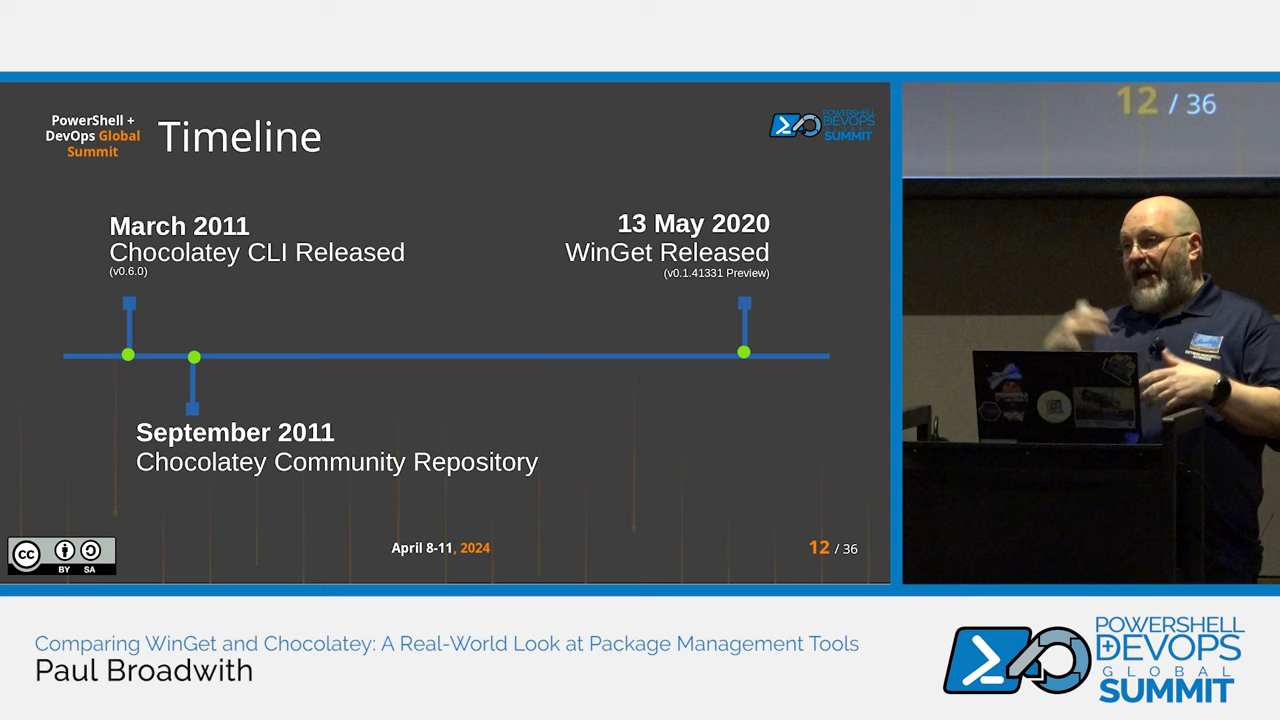 PowerShell +
DevOps Global
Summit
Timeline
POWERSHELL
DEVOPS
SUMMIT
March 2011
Chocolatey CLI Released
(v0.6.0)
13 May 2020
WinGet Released
(v0.1.41331 Preview)
September 2011
Chocolatey Community Repository
cc
BY SA
April 8-11, 2024
12 / 36
12 / 36
Comparing WinGet and Chocolatey: A Real-World Look at Package Management Tools
Paul Broadwith
POWERSHELL
DEVOPS
GLOBAL
SUMMIT